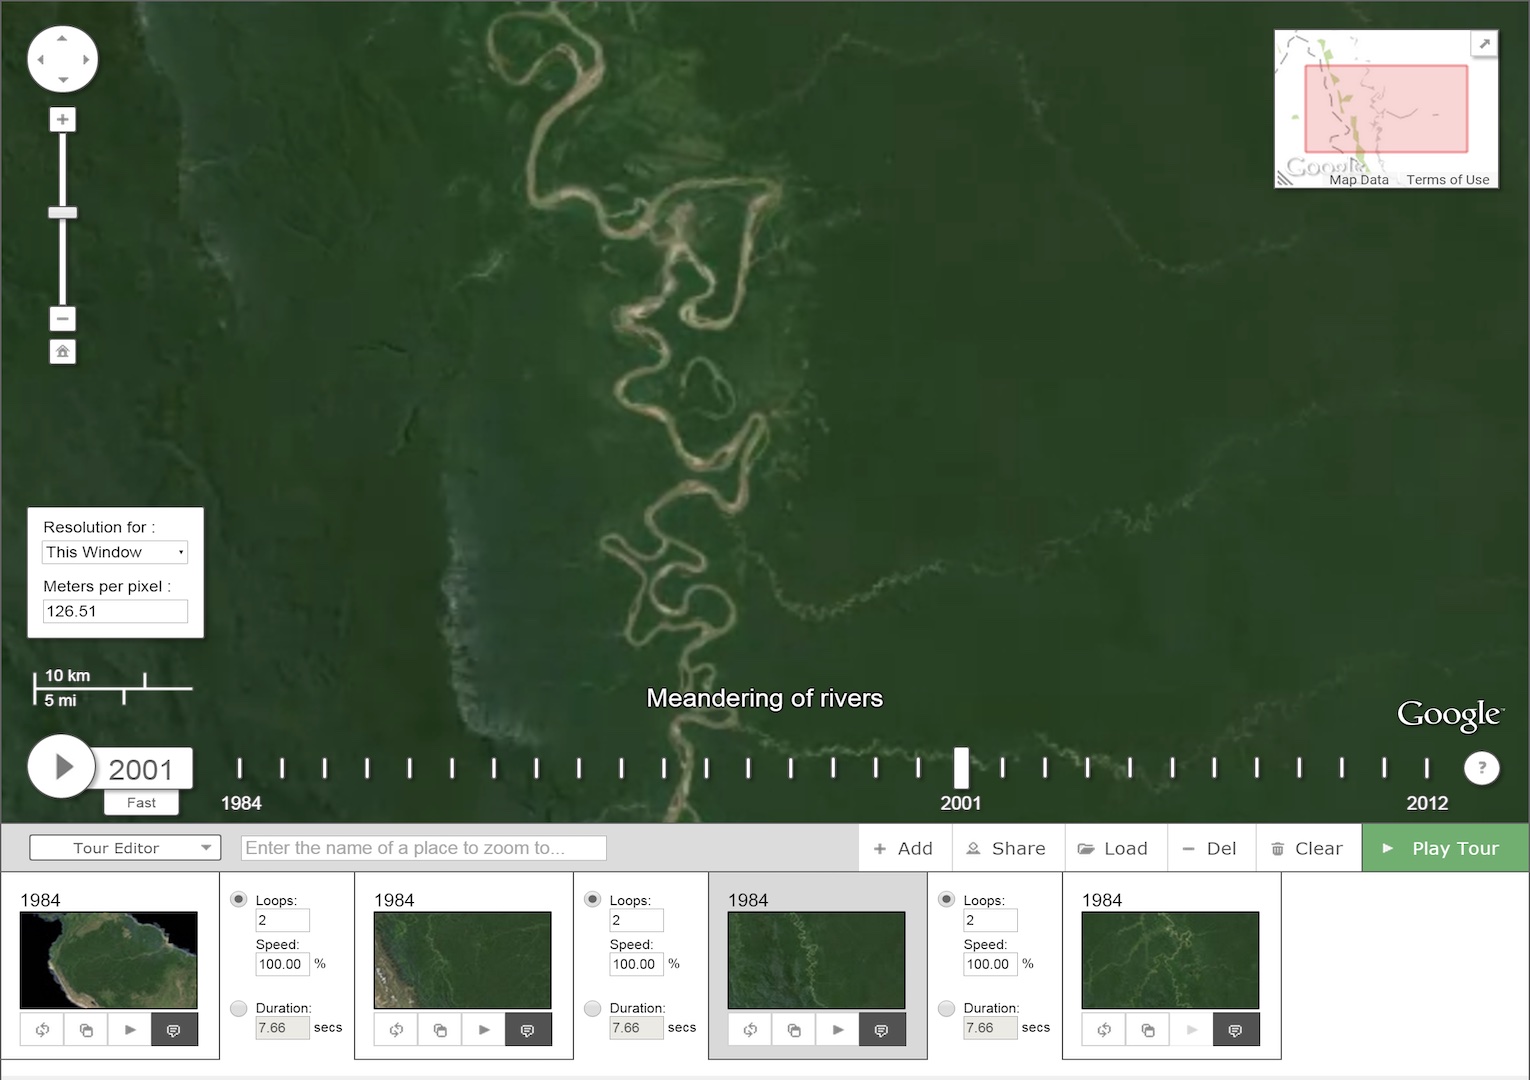 Google
Map Data Terms of Use
Resolution for :
This Window
Meters per pixel :
126.51
10 km
5 mi
Meandering of rivers
Google
2001
Fast
1984
2001
2012
?
Tour Editor
Enter the name of a place to zoom to...
+ Add
Share
Load
Del
Clear
Play Tour
1984
Loops:
2
Speed:
100.00 %
Duration:
7.66 secs
1984
Loops:
2
Speed:
100.00 %
Duration:
7.66 secs
1984
Loops:
2
Speed:
100.00 %
Duration:
7.66 secs
1984